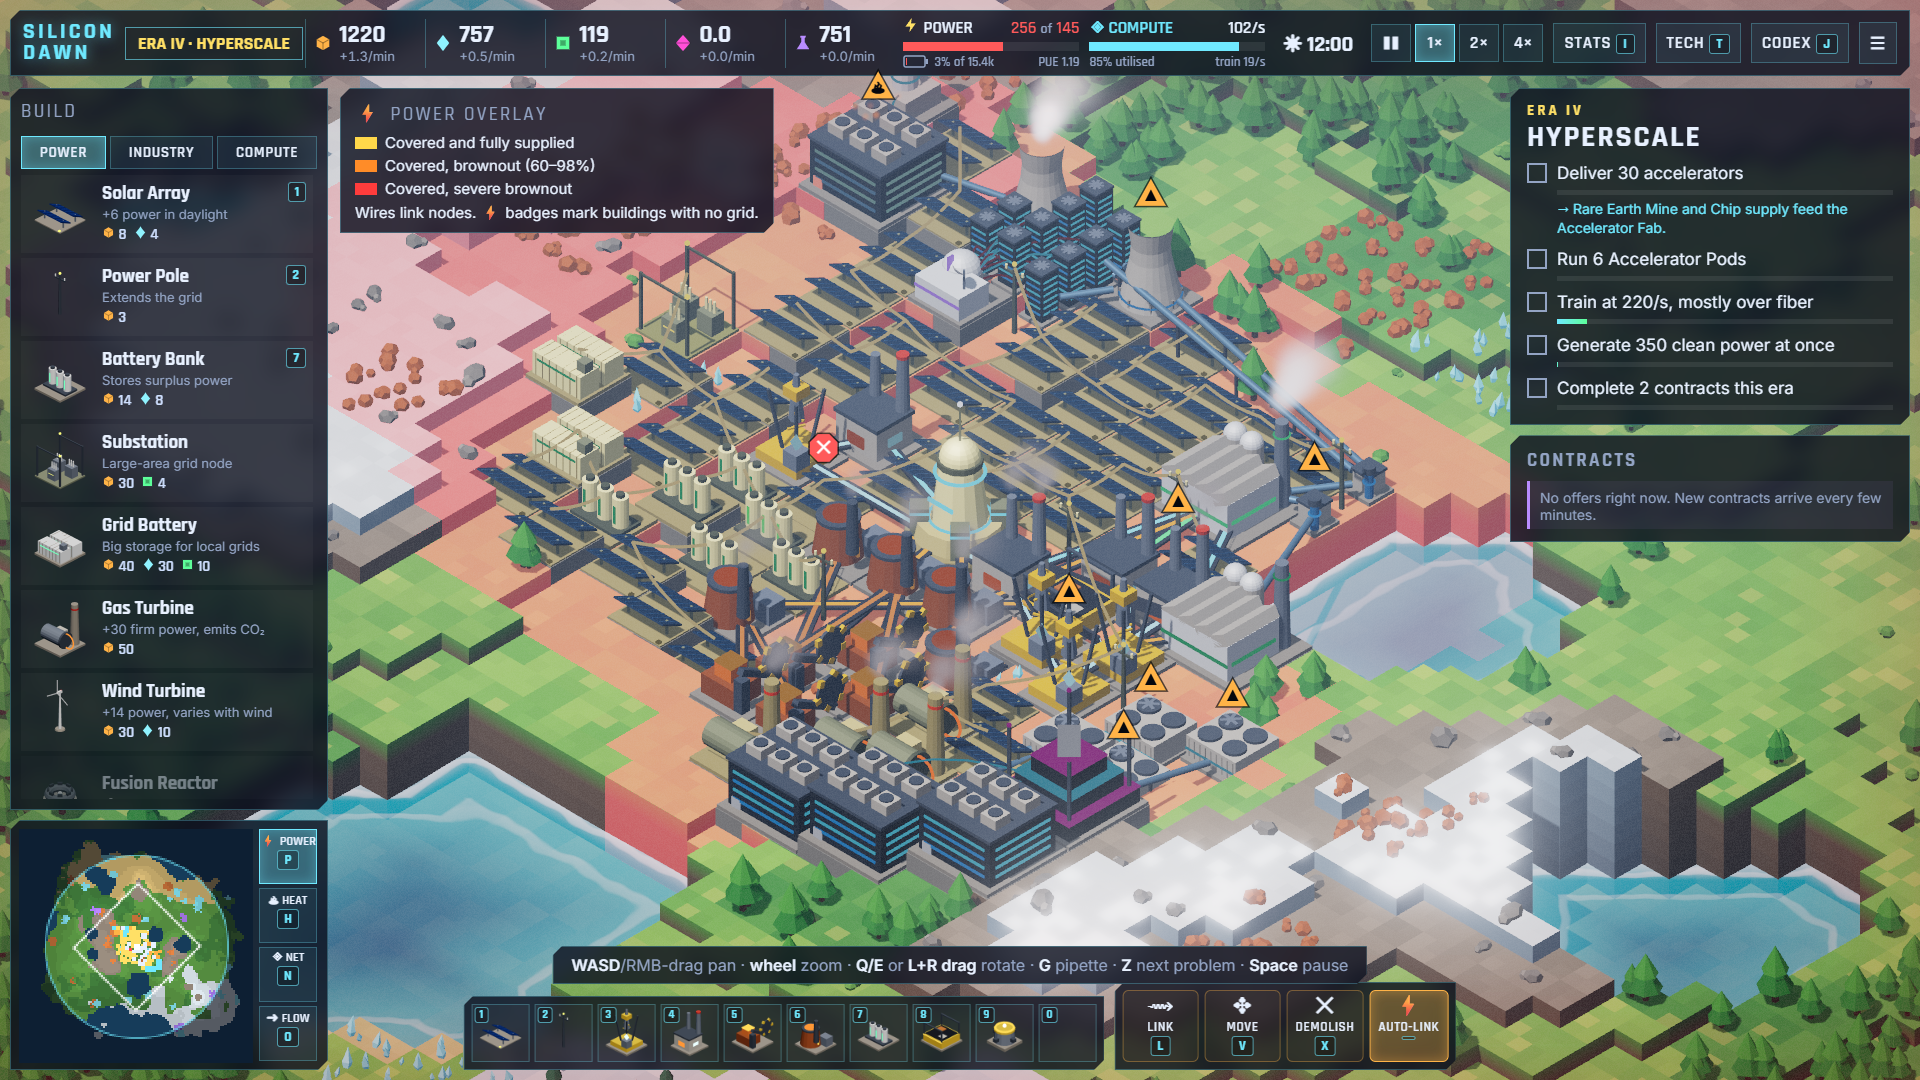 SILICON
DAWN
ERA IV · HYPERSCALE
1220
+1.3/min
757
+0.5/min
119
+0.2/min
0.0
+0.0/min
751
+0.0/min
POWER 256 of 145
3% of 15.4k PUE 1.19
COMPUTE 102/s
85% utilised train 19/s
12:00
1×
2×
4×
STATS I
TECH T
CODEX J
BUILD
POWER INDUSTRY COMPUTE
Solar Array 1
+6 power in daylight
8 4
Power Pole 2
Extends the grid
3
Battery Bank 7
Stores surplus power
14 8
Substation
Large-area grid node
30 4
Grid Battery
Big storage for local grids
40 30 10
Gas Turbine
+30 firm power, emits CO₂
50
Wind Turbine
+14 power, varies with wind
30 10
Fusion Reactor
POWER OVERLAY
Covered and fully supplied
Covered, brownout (60–98%)
Covered, severe brownout
Wires link nodes. badges mark buildings with no grid.
ERA IV
HYPERSCALE
Deliver 30 accelerators
→ Rare Earth Mine and Chip supply feed the
Accelerator Fab.
Run 6 Accelerator Pods
Train at 220/s, mostly over fiber
Generate 350 clean power at once
Complete 2 contracts this era
CONTRACTS
No offers right now. New contracts arrive every few
minutes.
POWER
P
HEAT
H
NET
N
FLOW
O
WASD/RMB-drag pan · wheel zoom · Q/E or L+R drag rotate · G pipette · Z next problem · Space pause
1 2 3 4 5 6 7 8 9 0
LINK
L
MOVE
V
DEMOLISH
X
AUTO-LINK